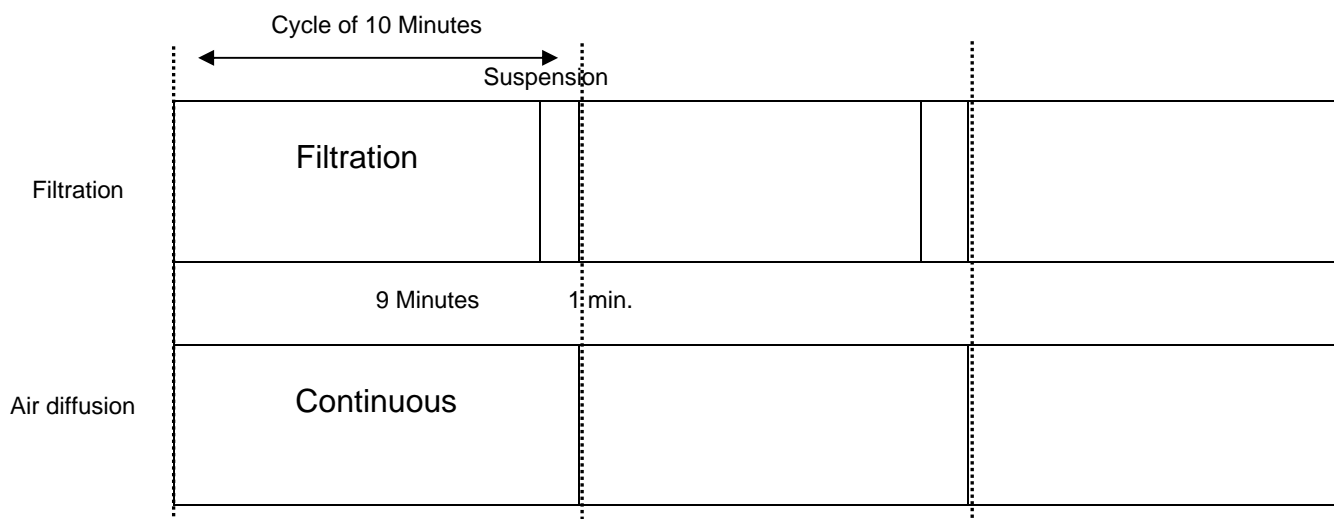 Cycle of 10 Minutes
Suspension
Filtration
Filtration
9 Minutes
1 min.
Continuous
Air diffusion